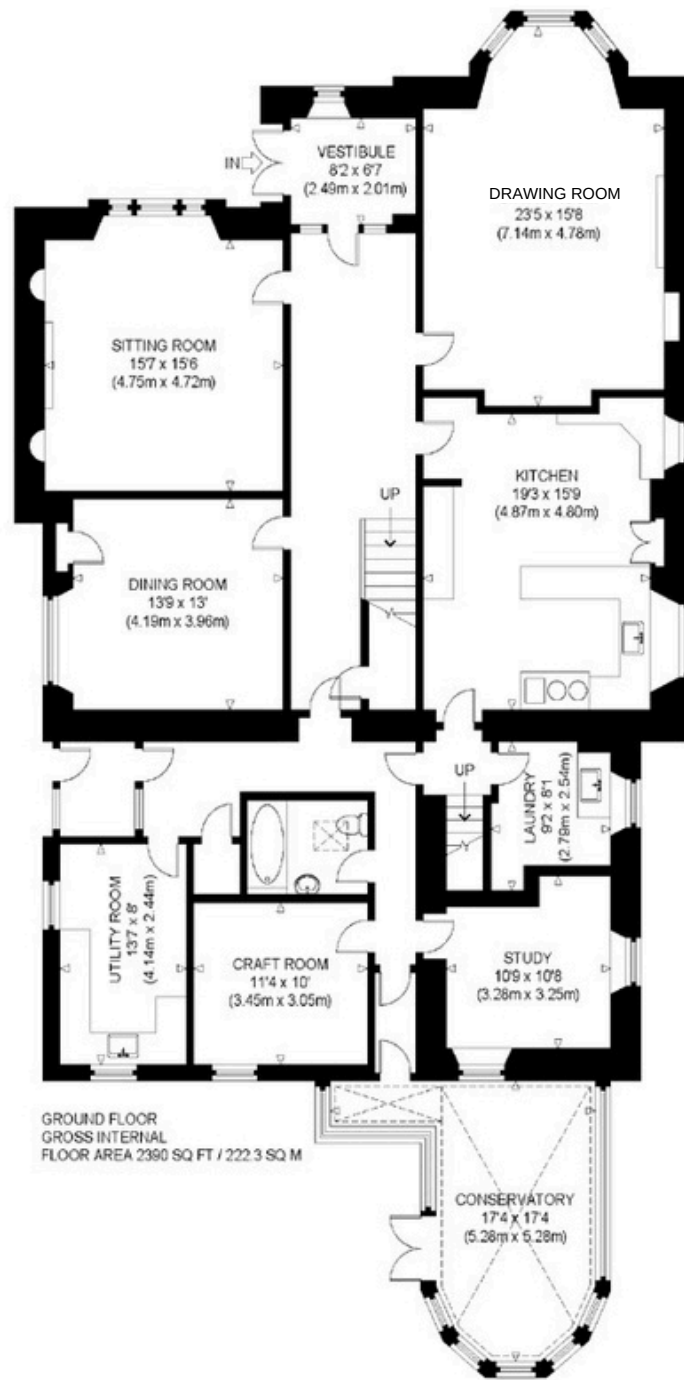 IN
VESTIBULE
8'2 x 6'7
(2.49m x 2.01m)
DRAWING ROOM
23'5 x 15'8
(7.14m x 4.78m)
SITTING ROOM
15'7 x 15'6
(4.75m x 4.72m)
UP
KITCHEN
19'3 x 15'9
(4.87m x 4.80m)
DINING ROOM
13'9 x 13'
(4.19m x 3.96m)
UP
LAUNDRY
9'2 x 8'1
(2.79m x 2.54m)
UTILITY ROOM
13'7 x 8'
(4.14m x 2.44m)
CRAFT ROOM
11'4 x 10'
(3.45m x 3.05m)
STUDY
10'9 x 10'8
(3.28m x 3.25m)
GROUND FLOOR
GROSS INTERNAL
FLOOR AREA 2390 SQ FT / 222.3 SQ M
CONSERVATORY
17'4 x 17'4
(5.28m x 5.28m)